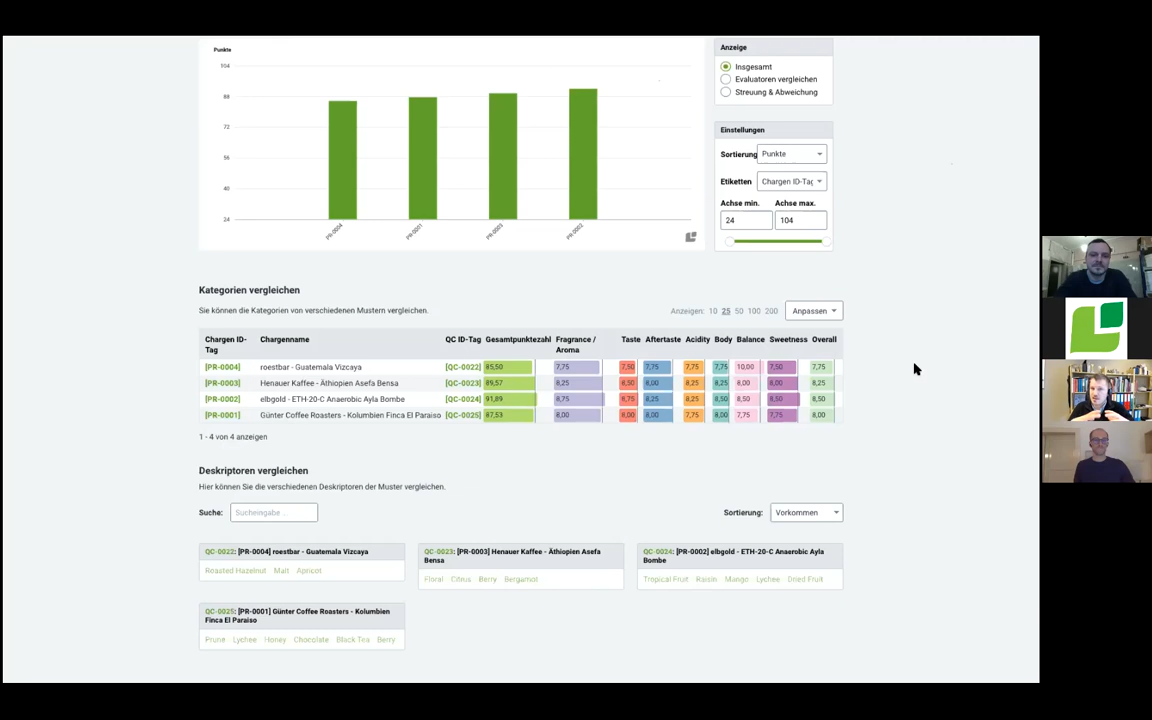 Punkte
104
88
72
56
40
24
PR-0004
PR-0001
PR-0003
PR-0002
Anzeige
Insgesamt
Evaluatoren vergleichen
Streuung & Abweichung
Einstellungen
Sortierung Punkte
Etiketten Chargen ID-Tag
Achse min. Achse max.
24 104
Kategorien vergleichen
Sie können die Kategorien von verschiedenen Mustern vergleichen.
Anzeigen: 10 25 50 100 200 Anpassen
Chargen ID-Tag Chargenname QC ID-Tag Gesamtpunktezahl Fragrance / Aroma Taste Aftertaste Acidity Body Balance Sweetness Overall
[PR-0004] roestbar - Guatemala Vizcaya [QC-0022] 85,50 7,75 7,50 7,75 7,75 7,75 10,00 7,50 7,75
[PR-0003] Henauer Kaffee - Äthiopien Asefa Bensa [QC-0023] 89,57 8,25 8,50 8,00 8,25 8,25 8,00 8,00 8,25
[PR-0002] elbgold - ETH-20-C Anaerobic Ayla Bombe [QC-0024] 91,89 8,75 8,75 8,25 8,25 8,50 8,50 8,50 8,50
[PR-0001] Günter Coffee Roasters - Kolumbien Finca El Paraiso [QC-0025] 87,53 8,00 8,00 8,00 7,75 8,00 7,75 7,75 8,00
1 - 4 von 4 anzeigen
Deskriptoren vergleichen
Hier können Sie die verschiedenen Deskriptoren der Muster vergleichen.
Suche: Sucheingabe ...
Sortierung: Vorkommen
QC-0022: [PR-0004] roestbar - Guatemala Vizcaya
Roasted Hazelnut Malt Apricot
QC-0023: [PR-0003] Henauer Kaffee - Äthiopien Asefa
Bensa
Floral Citrus Berry Bergamot
QC-0024: [PR-0002] elbgold - ETH-20-C Anaerobic Ayla
Bombe
Tropical Fruit Raisin Mango Lychee Dried Fruit
QC-0025: [PR-0001] Günter Coffee Roasters - Kolumbien
Finca El Paraiso
Prune Lychee Honey Chocolate Black Tea Berry